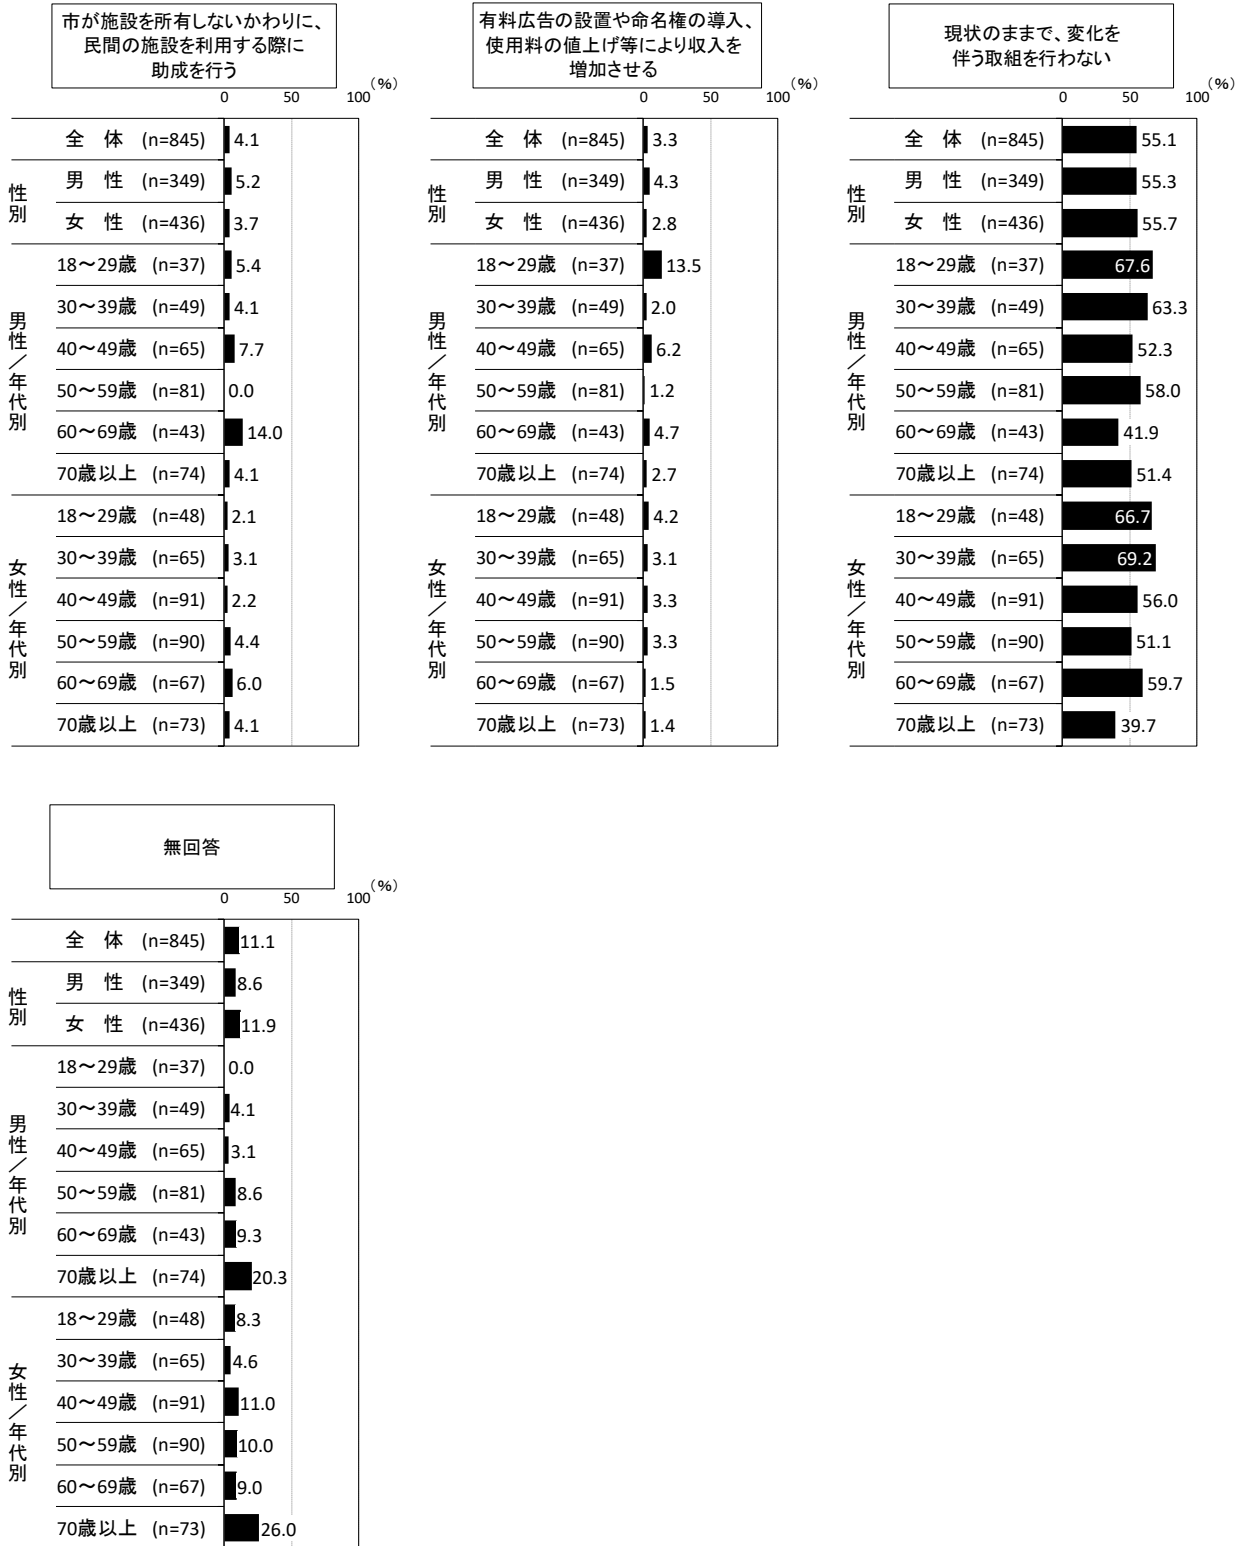 市が施設を所有しないかわりに、
民間の施設を利用する際に
助成を行う
0 50 100 (%)
全 体 (n=845) 4.1
性別
男 性 (n=349) 5.2
女 性 (n=436) 3.7
男性/年代別
18～29歳 (n=37) 5.4
30～39歳 (n=49) 4.1
40～49歳 (n=65) 7.7
50～59歳 (n=81) 0.0
60～69歳 (n=43) 14.0
70歳以上 (n=74) 4.1
女性/年代別
18～29歳 (n=48) 2.1
30～39歳 (n=65) 3.1
40～49歳 (n=91) 2.2
50～59歳 (n=90) 4.4
60～69歳 (n=67) 6.0
70歳以上 (n=73) 4.1
有料広告の設置や命名権の導入、
使用料の値上げ等により収入を
増加させる
0 50 100 (%)
全 体 (n=845) 3.3
性別
男 性 (n=349) 4.3
女 性 (n=436) 2.8
男性/年代別
18～29歳 (n=37) 13.5
30～39歳 (n=49) 2.0
40～49歳 (n=65) 6.2
50～59歳 (n=81) 1.2
60～69歳 (n=43) 4.7
70歳以上 (n=74) 2.7
女性/年代別
18～29歳 (n=48) 4.2
30～39歳 (n=65) 3.1
40～49歳 (n=91) 3.3
50～59歳 (n=90) 3.3
60～69歳 (n=67) 1.5
70歳以上 (n=73) 1.4
現状のままで、変化を
伴う取組を行わない
0 50 100 (%)
全 体 (n=845) 55.1
性別
男 性 (n=349) 55.3
女 性 (n=436) 55.7
男性/年代別
18～29歳 (n=37) 67.6
30～39歳 (n=49) 63.3
40～49歳 (n=65) 52.3
50～59歳 (n=81) 58.0
60～69歳 (n=43) 41.9
70歳以上 (n=74) 51.4
女性/年代別
18～29歳 (n=48) 66.7
30～39歳 (n=65) 69.2
40～49歳 (n=91) 56.0
50～59歳 (n=90) 51.1
60～69歳 (n=67) 59.7
70歳以上 (n=73) 39.7
無回答
0 50 100 (%)
全 体 (n=845) 11.1
性別
男 性 (n=349) 8.6
女 性 (n=436) 11.9
男性/年代別
18～29歳 (n=37) 0.0
30～39歳 (n=49) 4.1
40～49歳 (n=65) 3.1
50～59歳 (n=81) 8.6
60～69歳 (n=43) 9.3
70歳以上 (n=74) 20.3
女性/年代別
18～29歳 (n=48) 8.3
30～39歳 (n=65) 4.6
40～49歳 (n=91) 11.0
50～59歳 (n=90) 10.0
60～69歳 (n=67) 9.0
70歳以上 (n=73) 26.0